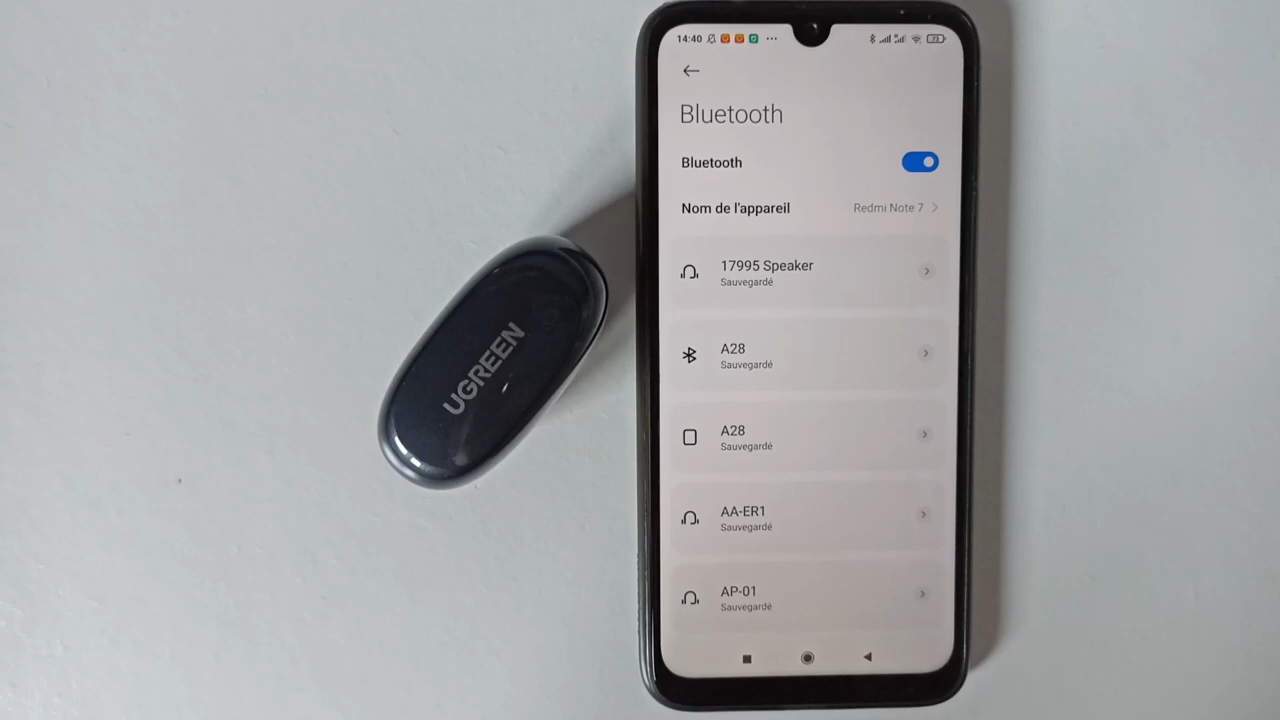 14:40
73
Bluetooth
Bluetooth
Nom de l'appareil
Redmi Note 7
17995 Speaker
Sauvegardé
A28
Sauvegardé
A28
Sauvegardé
AA-ER1
Sauvegardé
AP-01
Sauvegardé
UGREEN